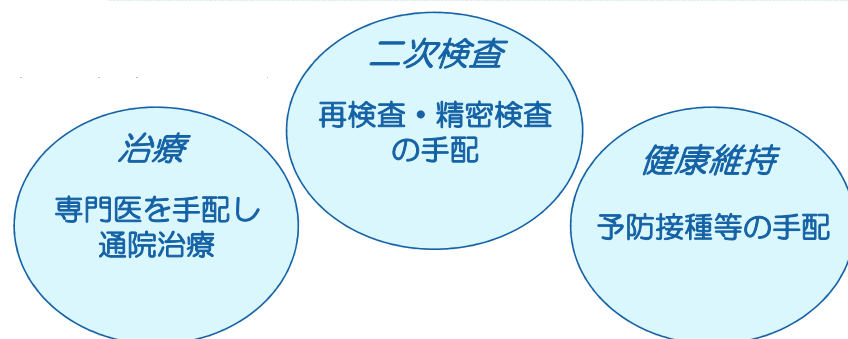 二次検査
再検査・精密検査
の手配
治療
専門医を手配し
通院治療
健康維持
予防接種等の手配